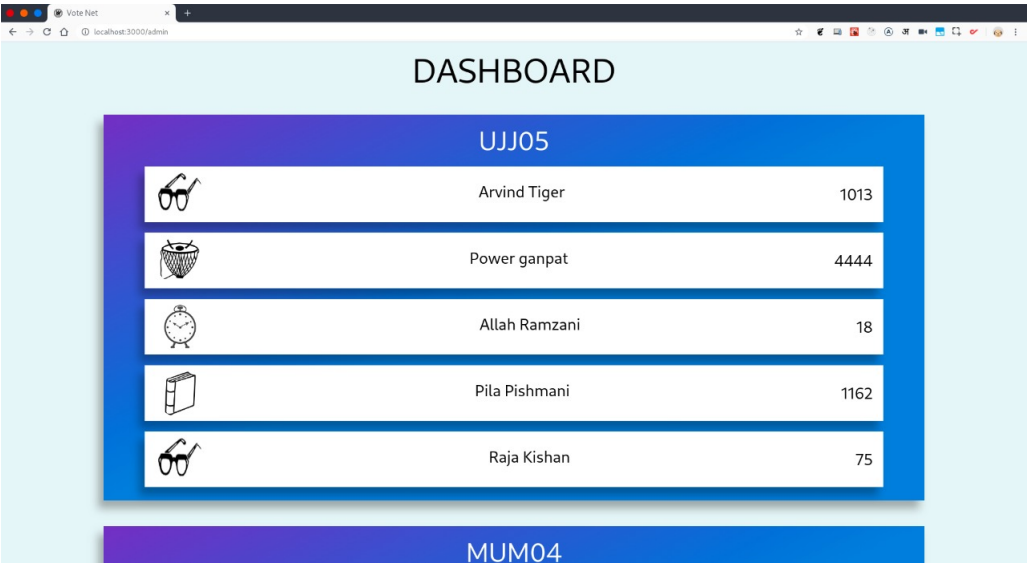 Vote Net
localhost:3000/admin
DASHBOARD
UJJ05
Arvind Tiger 1013
Power ganpat 4444
Allah Ramzani 18
Pila Pishmani 1162
Raja Kishan 75
MUM04